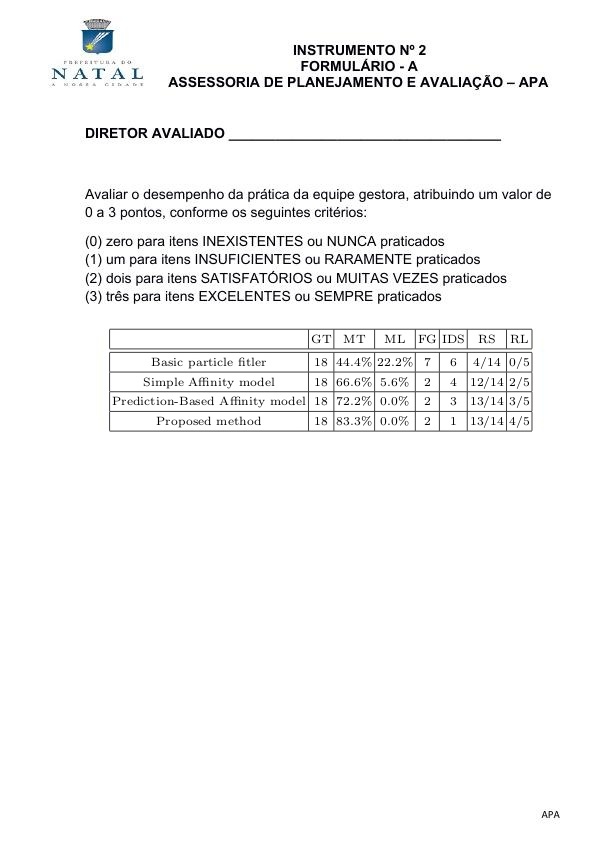 PREFEITURA DO
NATAL
A NOSSA CIDADE
INSTRUMENTO Nº 2
FORMULÁRIO - A
ASSESSORIA DE PLANEJAMENTO E AVALIAÇÃO – APA
DIRETOR AVALIADO ___________________________________
Avaliar o desempenho da prática da equipe gestora, atribuindo um valor de
0 a 3 pontos, conforme os seguintes critérios:
(0) zero para itens INEXISTENTES ou NUNCA praticados
(1) um para itens INSUFICIENTES ou RARAMENTE praticados
(2) dois para itens SATISFATÓRIOS ou MUITAS VEZES praticados
(3) três para itens EXCELENTES ou SEMPRE praticados
GT MT ML FG IDS RS RL
Basic particle fitler 18 44.4% 22.2% 7 6 4/14 0/5
Simple Affinity model 18 66.6% 5.6% 2 4 12/14 2/5
Prediction-Based Affinity model 18 72.2% 0.0% 2 3 13/14 3/5
Proposed method 18 83.3% 0.0% 2 1 13/14 4/5
APA